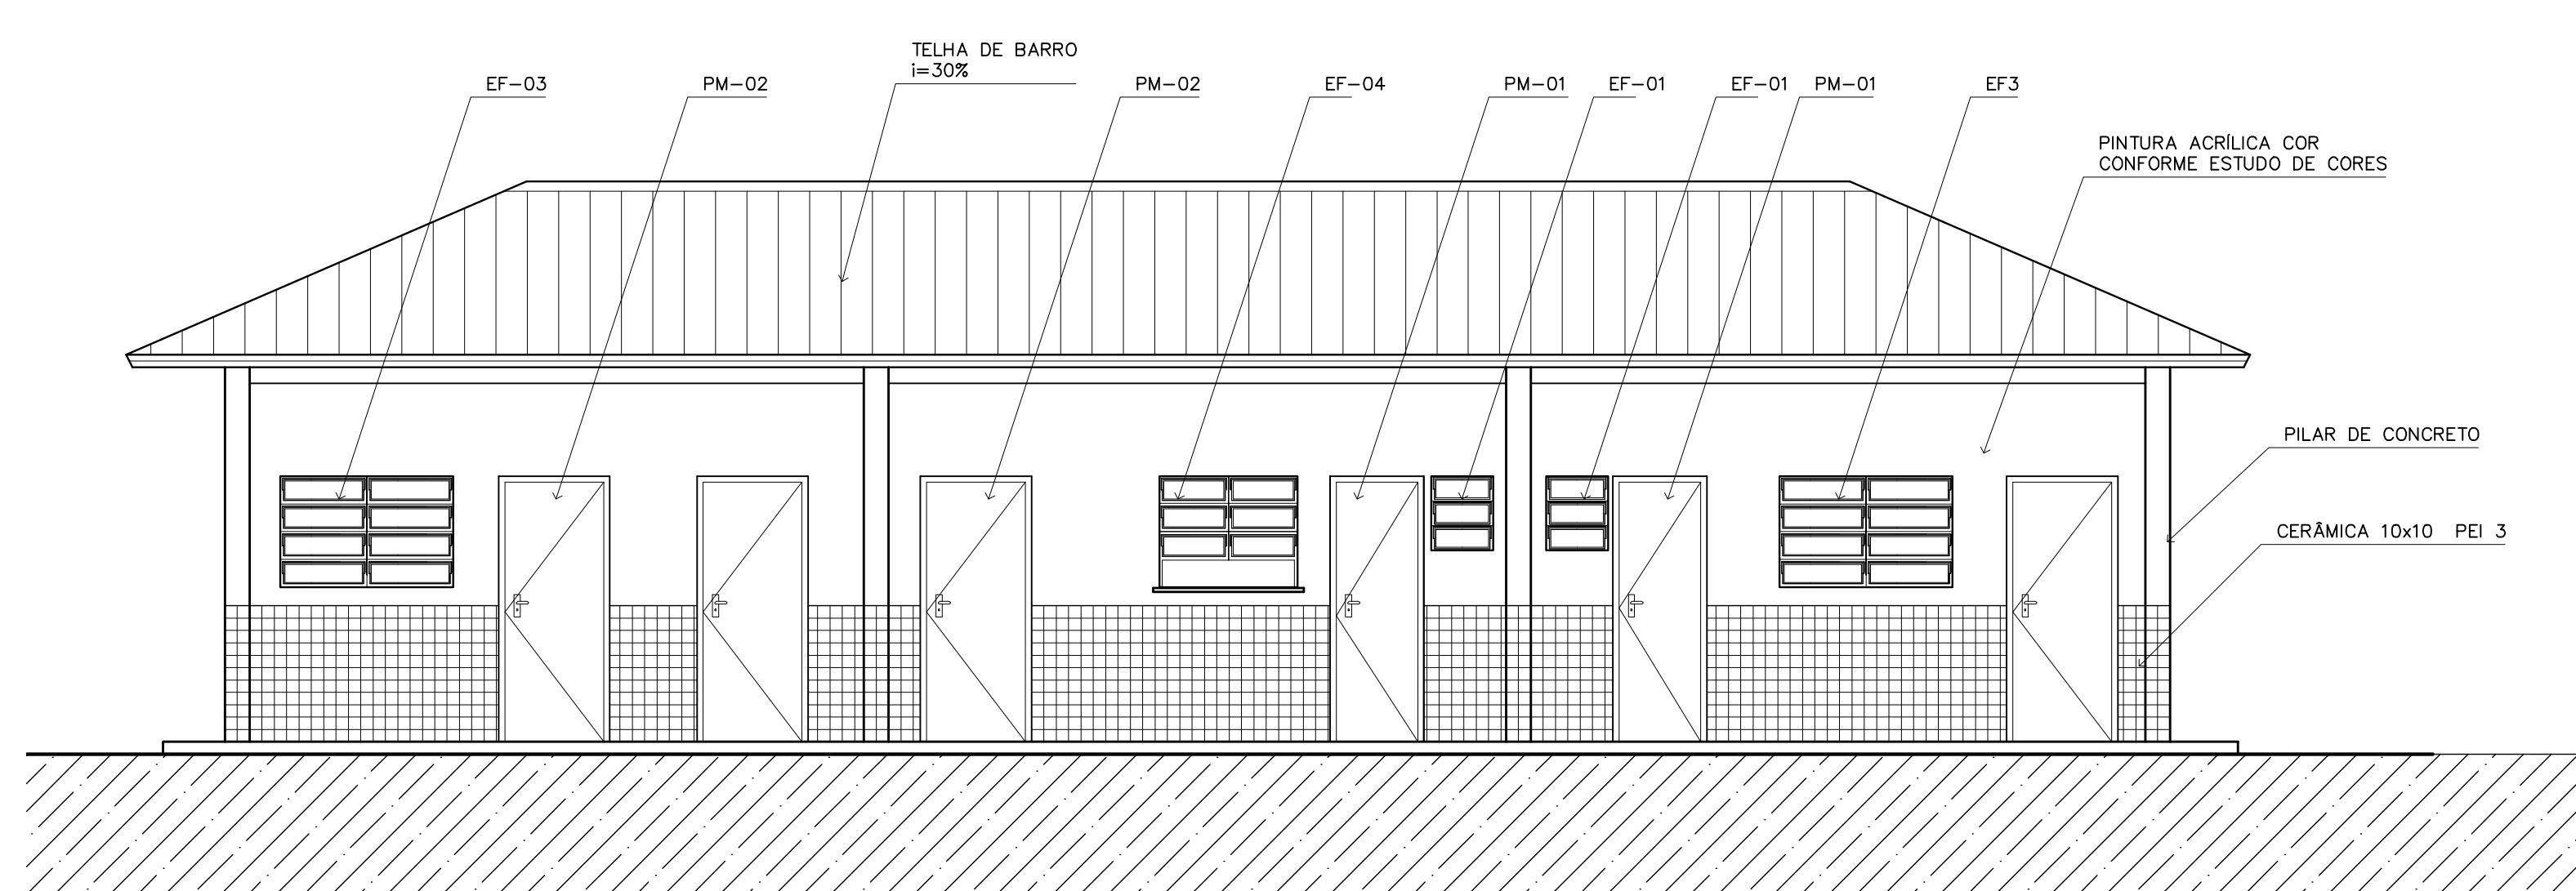 TELHA DE BARRO
i=30%
EF-03
PM-02
PM-02
EF-04
PM-01
EF-01
EF-01
PM-01
EF3
PINTURA ACRÍLICA COR
CONFORME ESTUDO DE CORES
PILAR DE CONCRETO
CERÂMICA 10x10 PEI 3